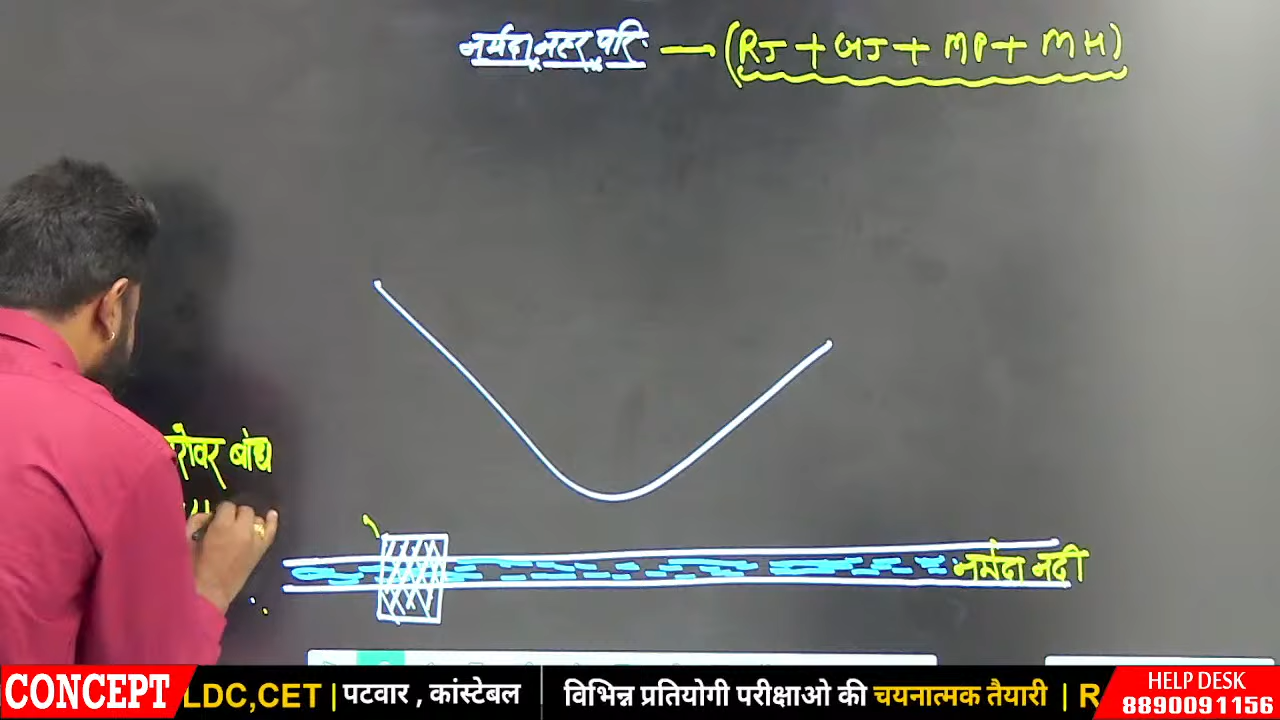 नर्मदा नहर परि. → (RJ + GJ + MP + MH)
रोवर बांध
नर्मदा नदी
CONCEPT
LDC,CET | पटवार , कांस्टेबल
विभिन्न प्रतियोगी परीक्षाओ की चयनात्मक तैयारी | R
HELP DESK
8890091156